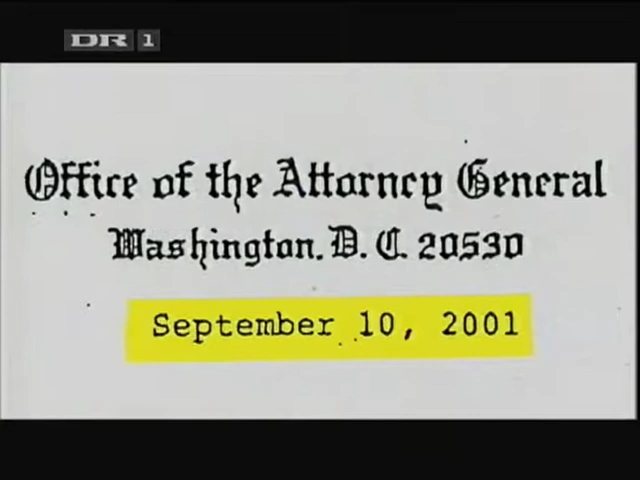 DR 1
Office of the Attorney General
Washington, D. C. 20530
September 10, 2001